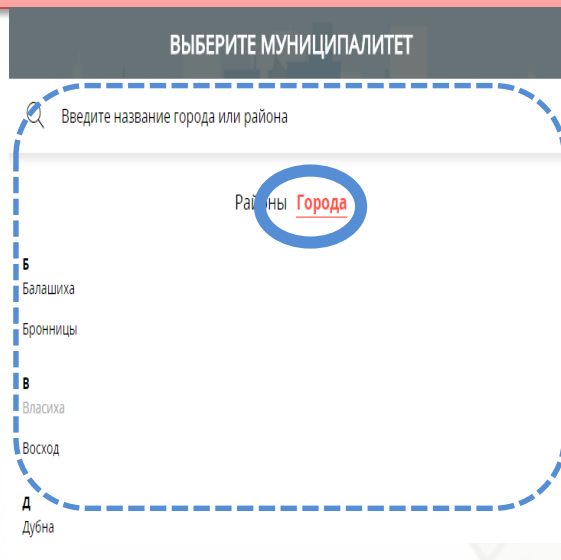 ВЫБЕРИТЕ МУНИЦИПАЛИТЕТ
Введите название города или района
Районы Города
Б
Балашиха
Бронницы
В
Власиха
Восход
Д
Дубна